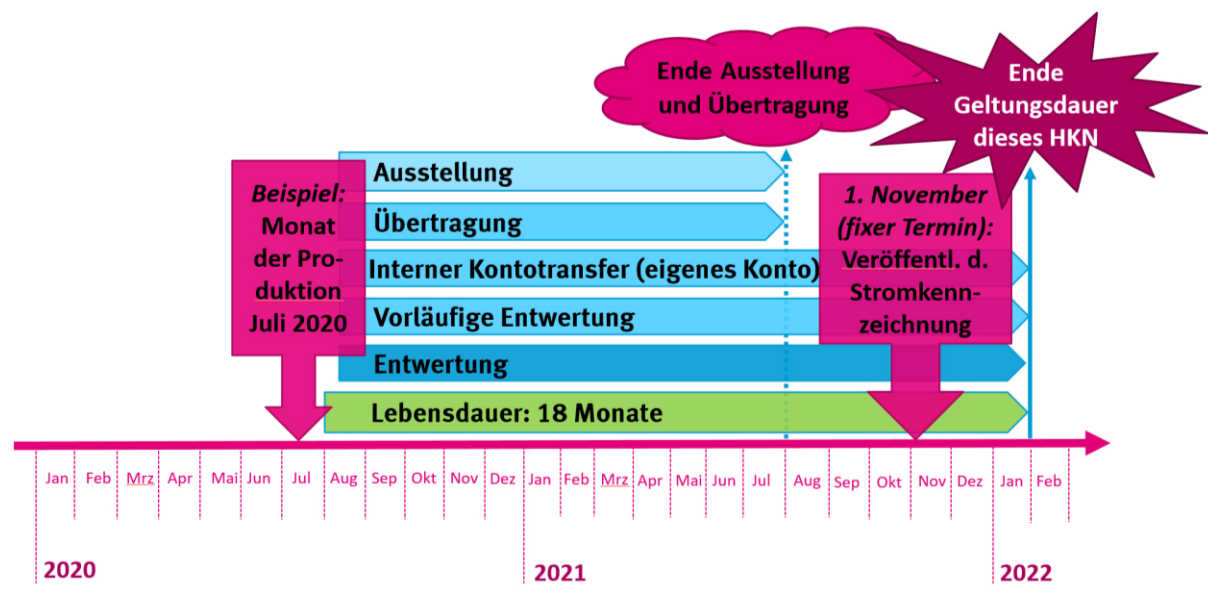 Ende Ausstellung
und Übertragung
Ende
Geltungsdauer
dieses HKN
Beispiel:
Monat
der Pro-
duktion
Juli 2020
Ausstellung
Übertragung
Interner Kontotransfer (eigenes Konto)
Vorläufige Entwertung
Entwertung
Lebensdauer: 18 Monate
1. November
(fixer Termin):
Veröffentl. d.
Stromkenn-
zeichnung
Jan Feb Mrz Apr Mai Jun Jul Aug Sep Okt Nov Dez Jan Feb Mrz Apr Mai Jun Jul Aug Sep Okt Nov Dez Jan Feb
2020 2021 2022